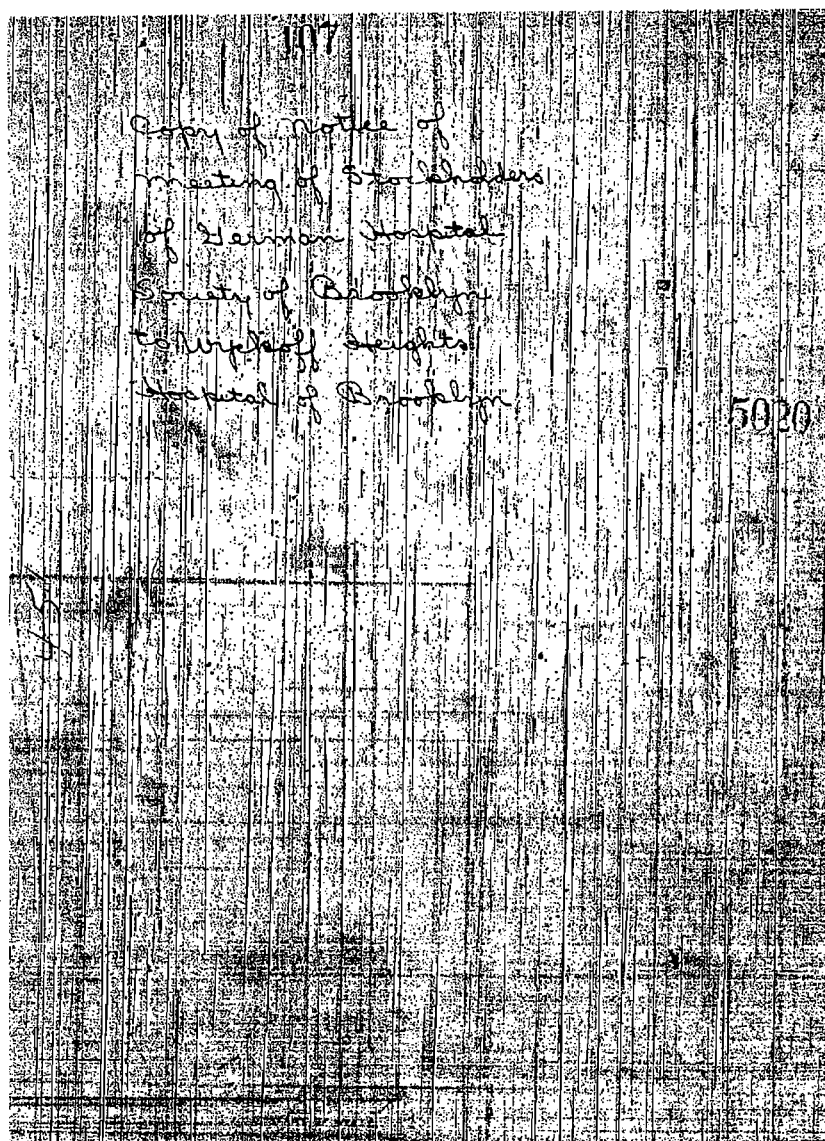 107
Copy of Notice of
meeting of Stockholders
of German Hospital
Society of Brooklyn
to Wyckoff Heights
Hospital of Brooklyn
5020